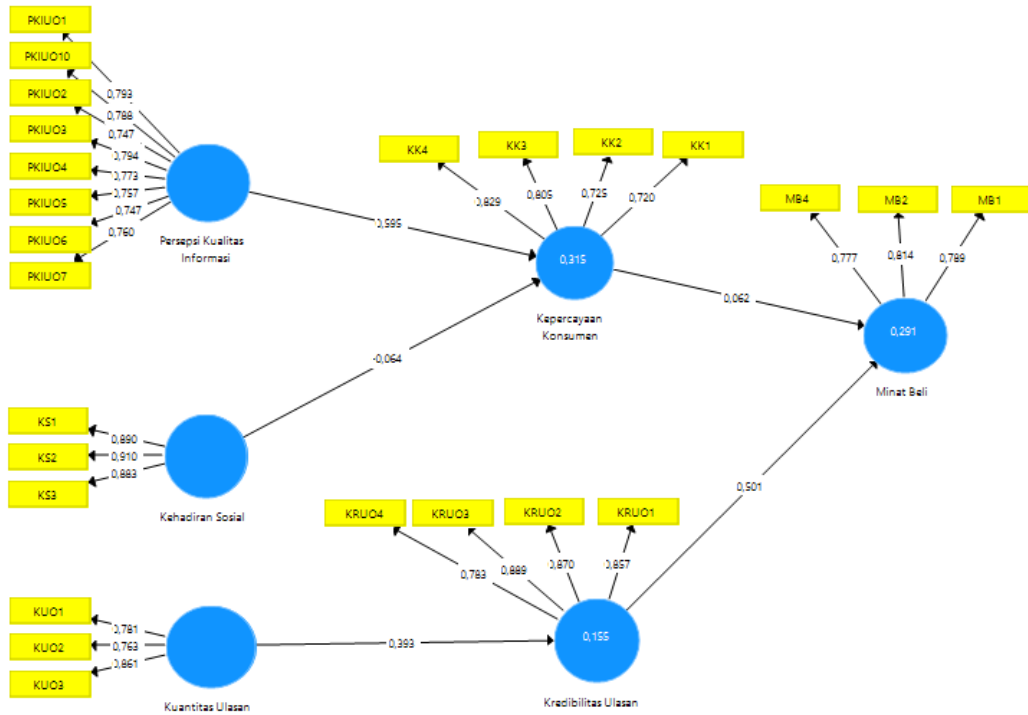 PKIUO1
PKIUO10
PKIUO2
PKIUO3
PKIUO4
PKIUO5
PKIUO6
PKIUO7
0,793
0,788
0,747
0,794
0,773
0,757
0,747
0,760
Persepsi Kualitas
Informasi
0,595
KK4
KK3
KK2
KK1
0,829
0,805
0,725
0,720
0,315
Kepercayaan
Konsumen
0,062
MB4
MB2
MB1
0,777
0,814
0,789
0,291
Minat Beli
-0,064
KS1
KS2
KS3
0,890
0,910
0,883
Kehadiran Sosial
0,501
KRUO4
KRUO3
KRUO2
KRUO1
0,783
0,889
0,870
0,857
0,155
Kredibilitas Ulasan
KUO1
KUO2
KUO3
0,781
0,763
0,861
0,393
Kuantitas Ulasan